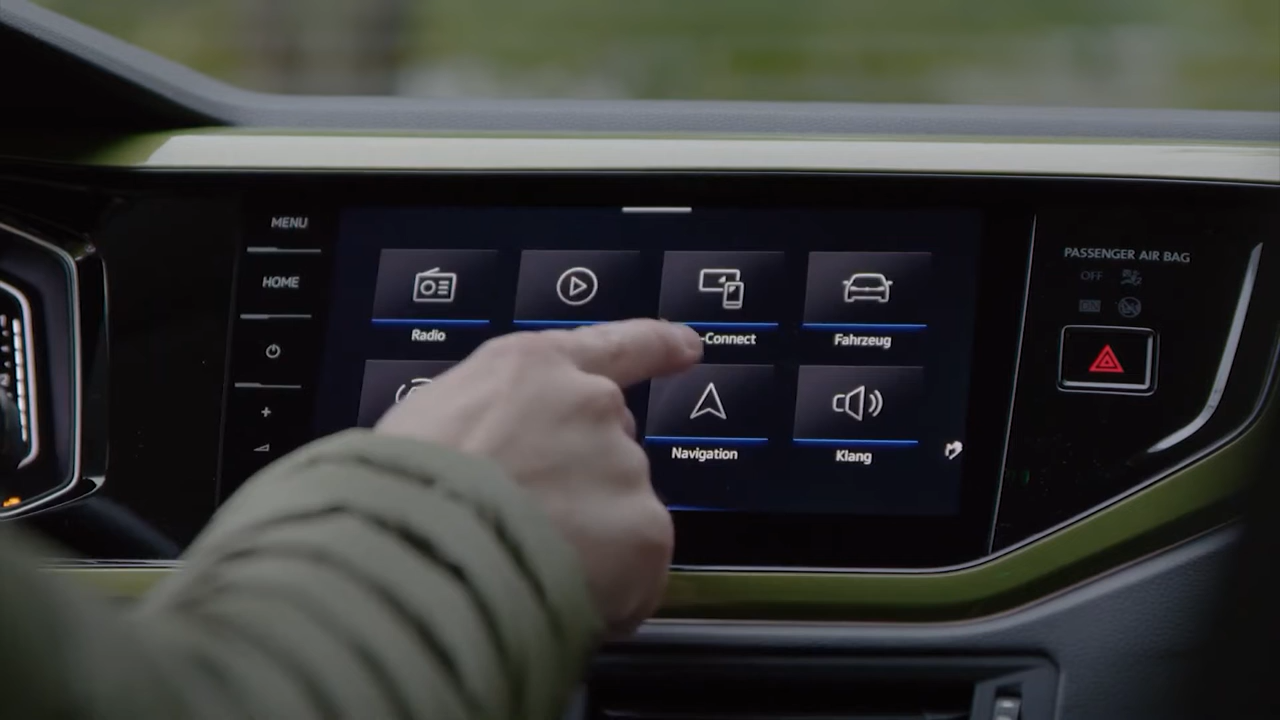 MENU
HOME
Radio
-Connect
Fahrzeug
Navigation
Klang
PASSENGER AIR BAG
OFF